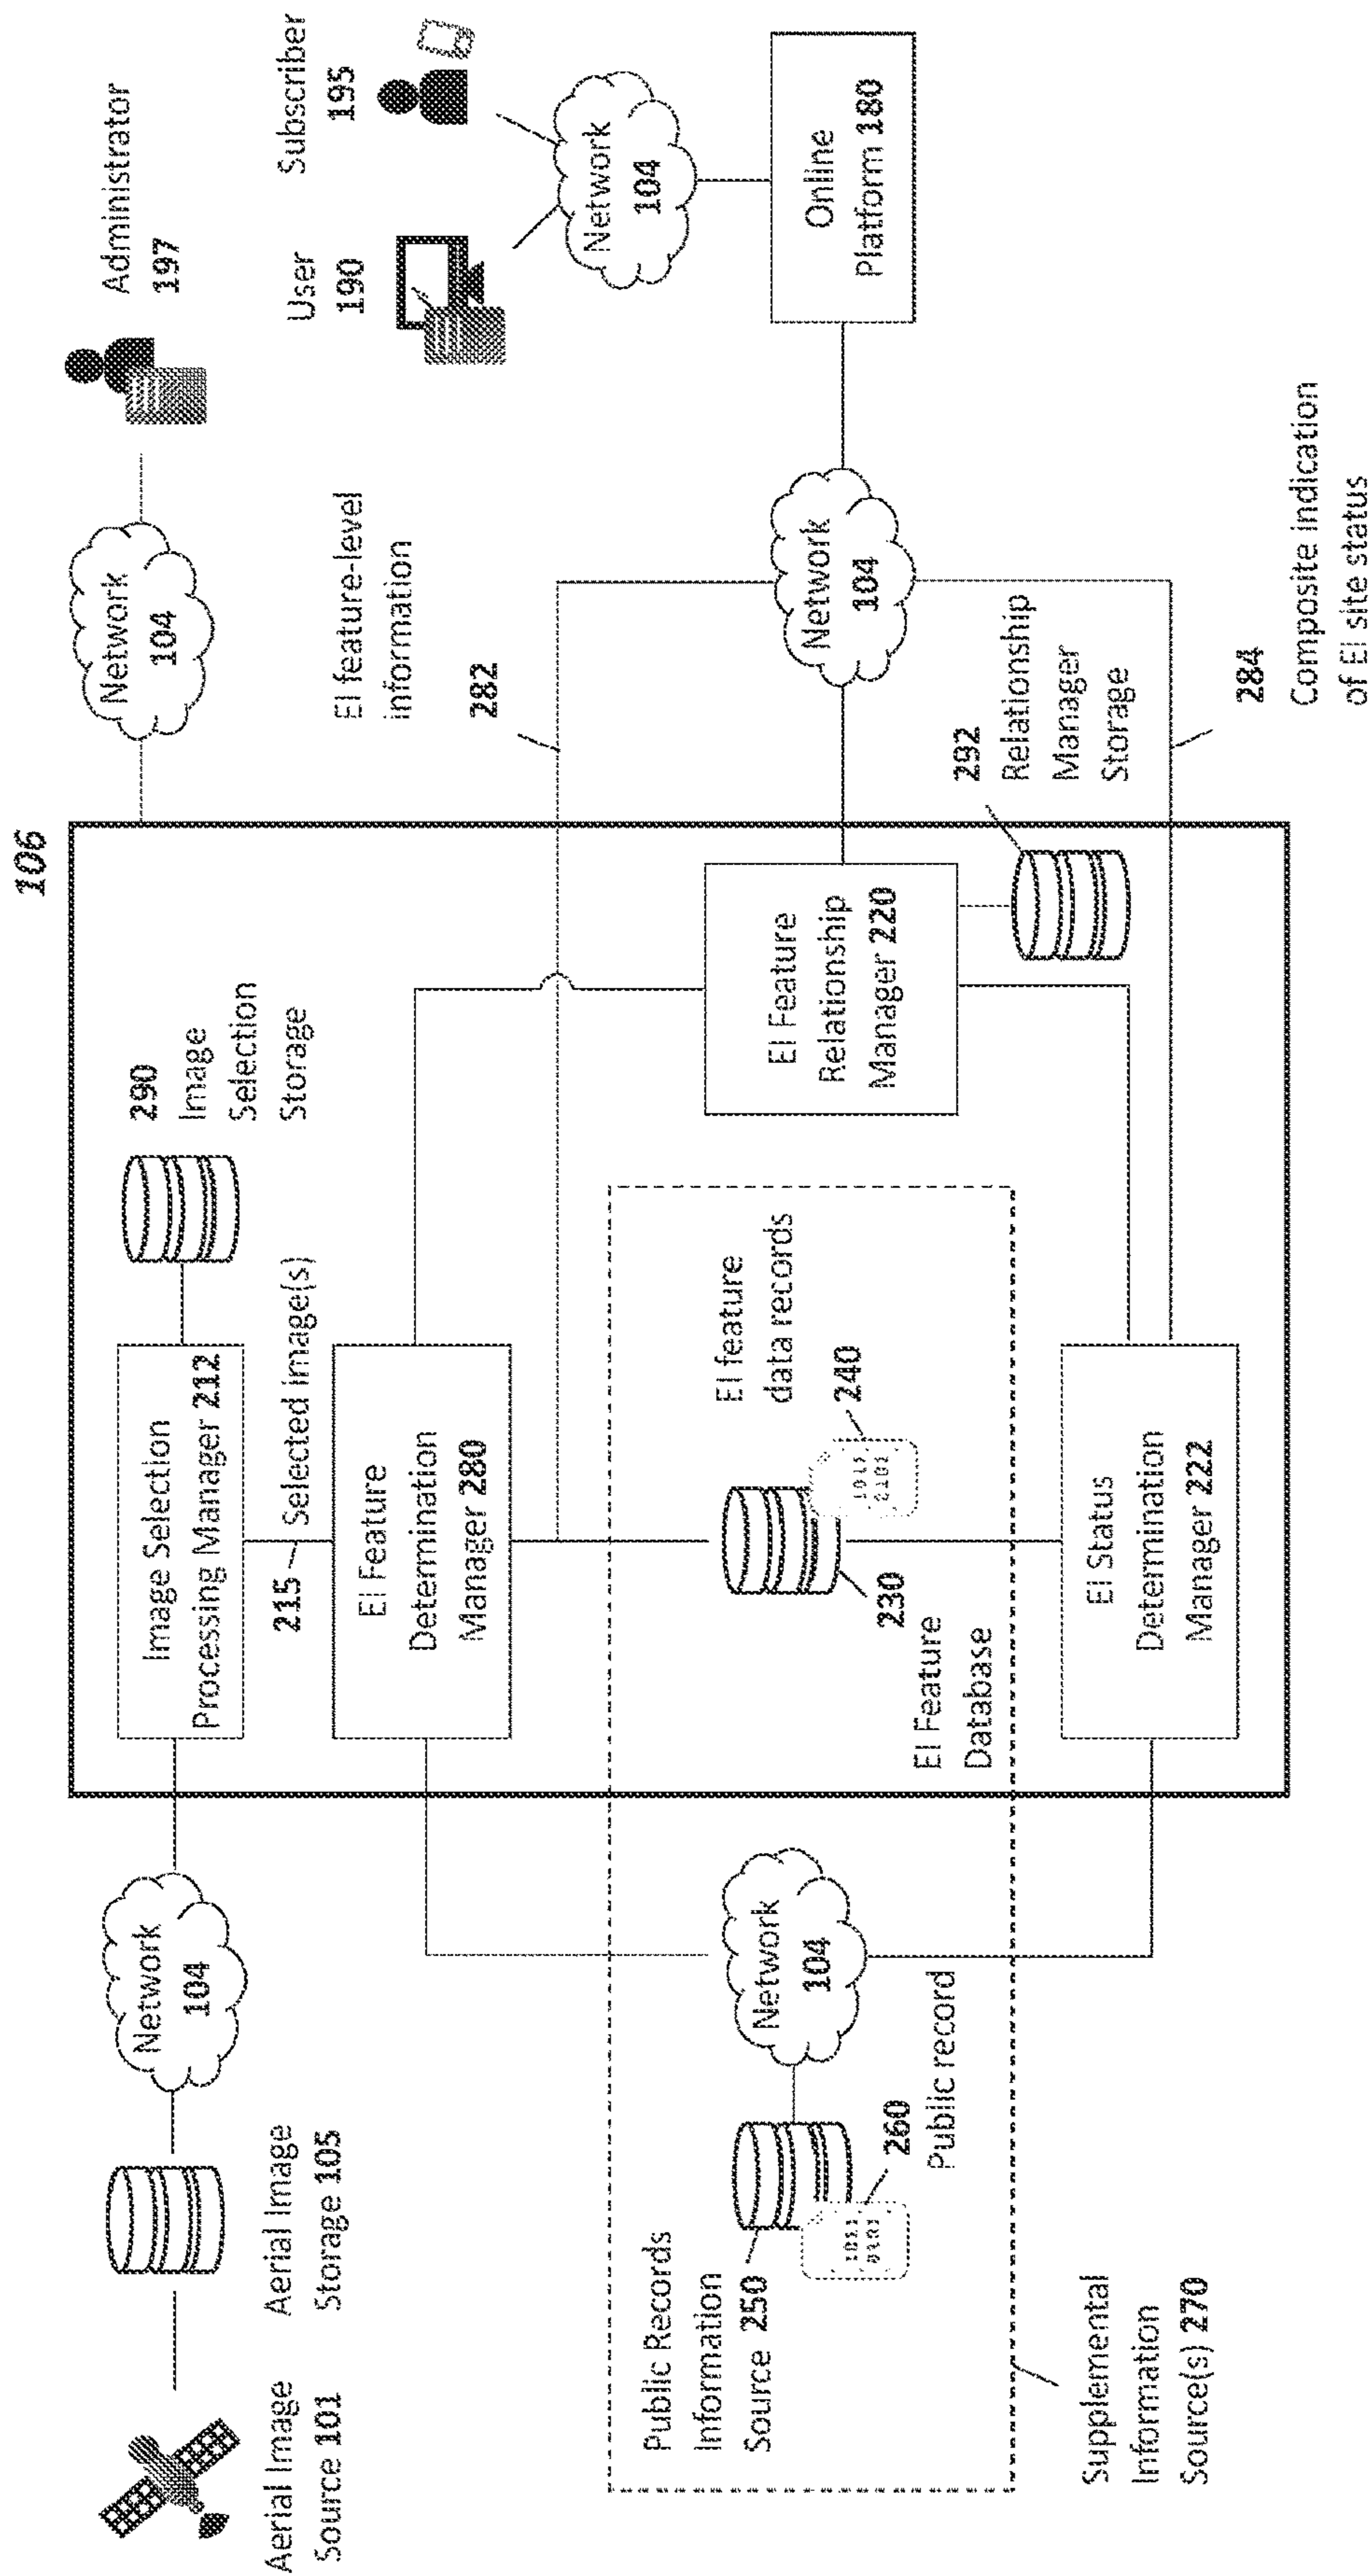 106
Aerial Image
Source 101
Aerial Image
Storage 105
Network
104
Image Selection
Processing Manager 212
290
Image
Selection
Storage
Network
104
Administrator
197
215
Selected image(s)
EI Feature
Determination
Manager 280
EI feature-level
information
282
User
190
Subscriber
195
Network
104
Online
Platform 180
Public Records
Information
Source 250
1011
0101
260
Public record
Network
104
EI feature
data records
240
1011
0101
230
EI Feature
Database
EI Feature
Relationship
Manager 220
292
Relationship
Manager
Storage
Network
104
Supplemental
Information
Source(s) 270
EI Status
Determination
Manager 222
284
Composite indication
of EI site status